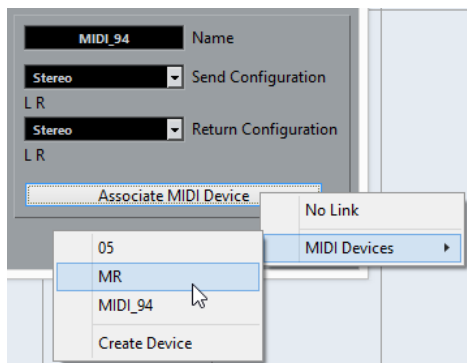 MIDI_94 Name
Stereo Send Configuration
L R
Stereo Return Configuration
L R
Associate MIDI Device
No Link
MIDI Devices
05
MR
MIDI_94
Create Device